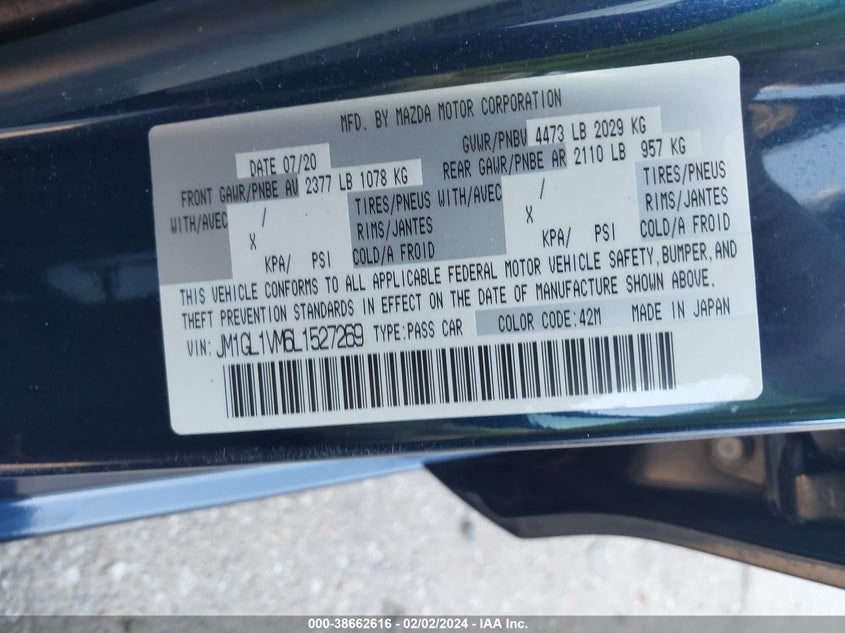 MFD. BY MAZDA MOTOR CORPORATION
DATE 07/20 GVWR/PNBV 4473 LB 2029 KG
FRONT GAWR/PNBE AV 2377 LB 1078 KG REAR GAWR/PNBE AR 2110 LB 957 KG
WITH/AVEC / TIRES/PNEUS WITH/AVEC / TIRES/PNEUS
X RIMS/JANTES X RIMS/JANTES
KPA/ PSI COLD/A FROID KPA/ PSI COLD/A FROID
THIS VEHICLE CONFORMS TO ALL APPLICABLE FEDERAL MOTOR VEHICLE SAFETY, BUMPER, AND
THEFT PREVENTION STANDARDS IN EFFECT ON THE DATE OF MANUFACTURE SHOWN ABOVE.
VIN: JM1GL1VM6L1527269 TYPE:PASS CAR COLOR CODE:42M MADE IN JAPAN
000-38662616 - 02/02/2024 - IAA Inc.